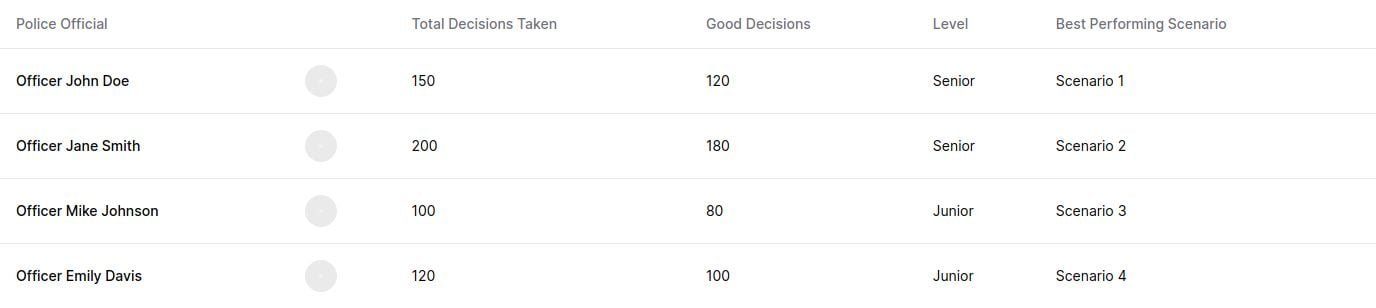 Police Official Total Decisions Taken Good Decisions Level Best Performing Scenario
Officer John Doe 150 120 Senior Scenario 1
Officer Jane Smith 200 180 Senior Scenario 2
Officer Mike Johnson 100 80 Junior Scenario 3
Officer Emily Davis 120 100 Junior Scenario 4